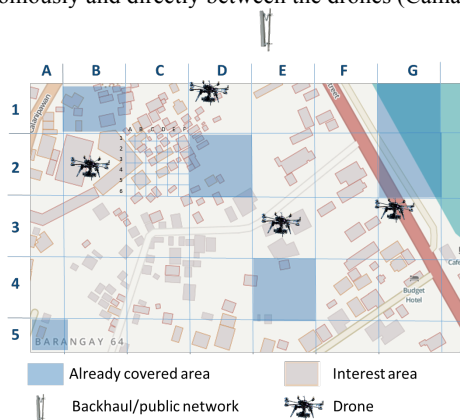 oniously and directly between the drones (Cama
A B C D E F G
1
A B C D E F
1
2
3
4
5
6
2
3
4
Budget
Hotel
5
BARANGAY 64
Already covered area Interest area
Backhaul/public network Drone